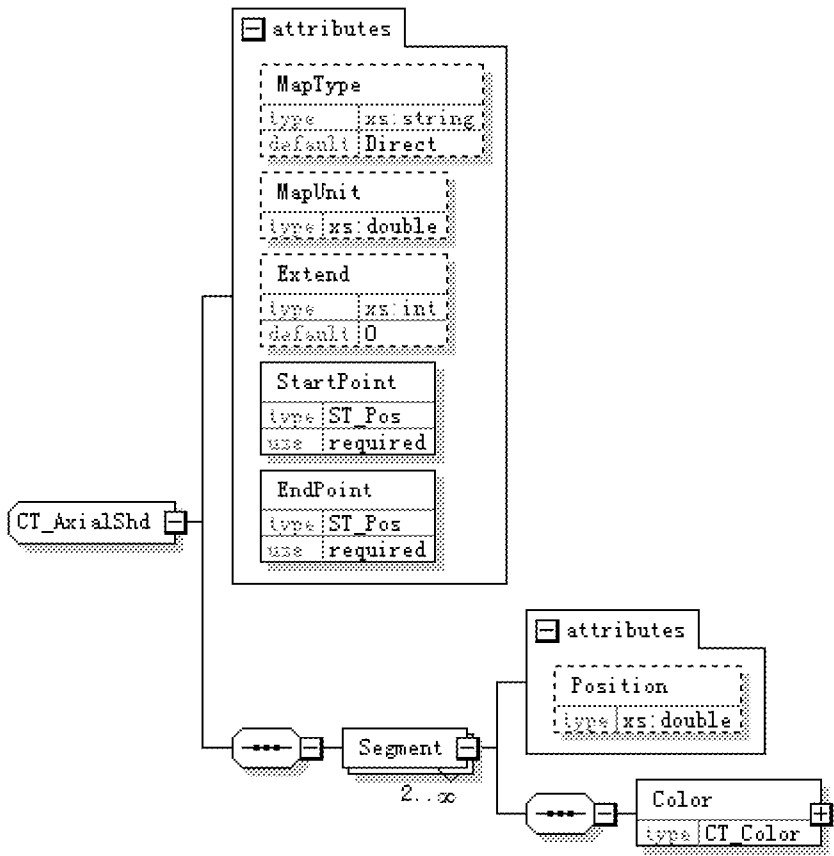 attributes
MapType
type xs:string
default Direct
MapUnit
type xs:double
Extend
type xs:int
default 0
StartPoint
type ST_Pos
use required
EndPoint
type ST_Pos
use required
CT_AxialShd
attributes
Position
type xs:double
Segment
2..∞
Color
type CT_Color